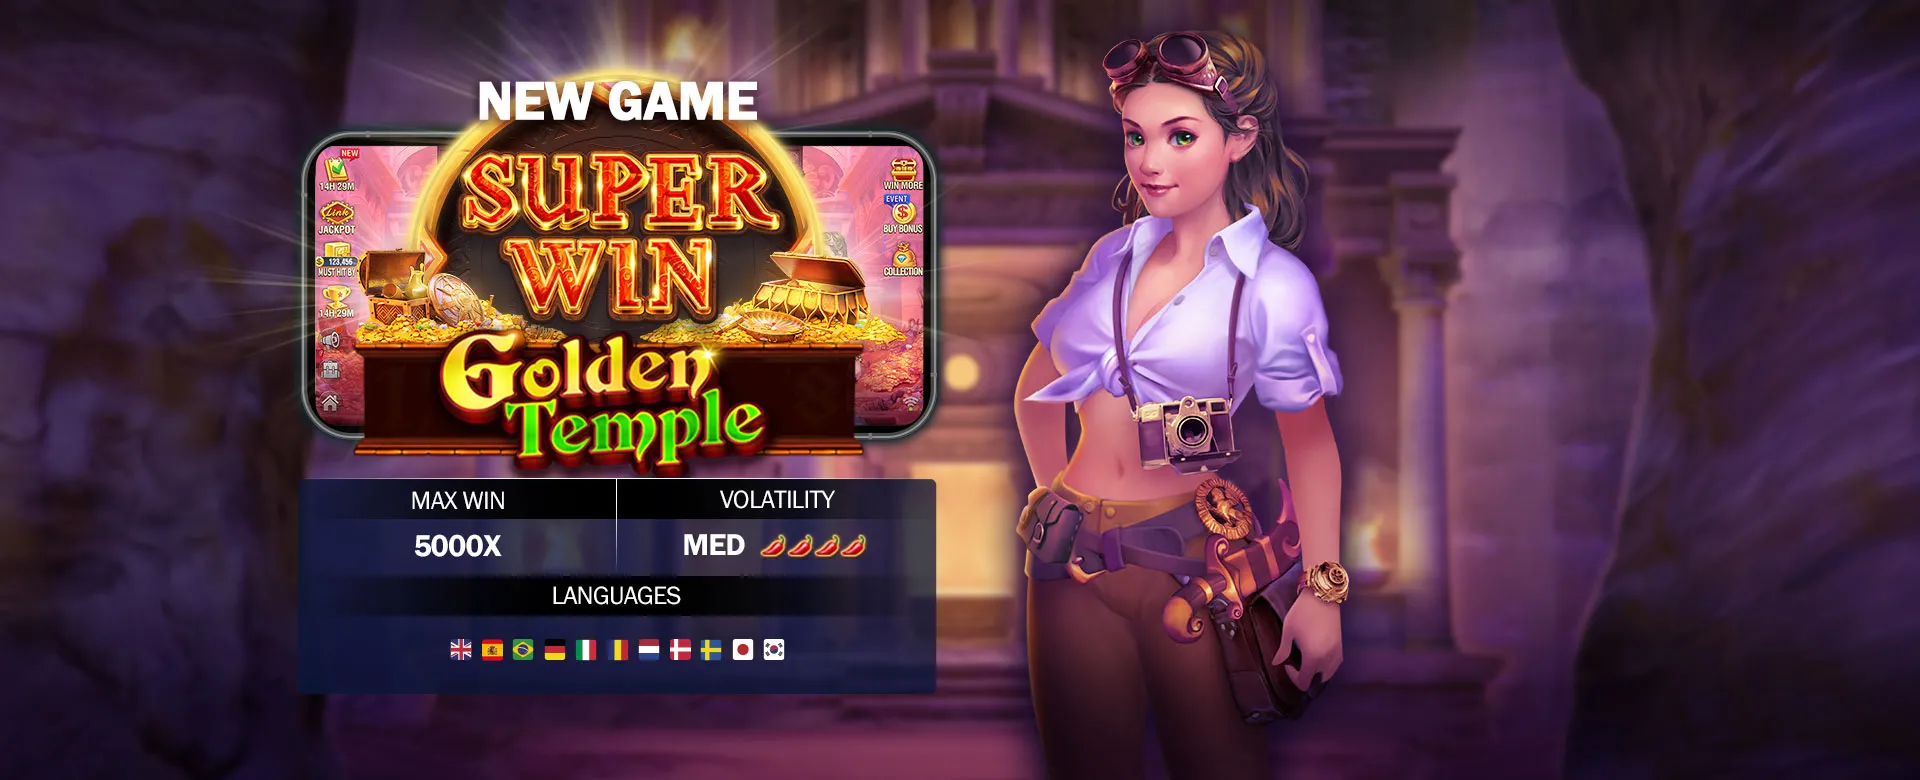 NEW GAME
SUPER
WIN
Golden
Temple
NEW
14H 29M
Link
JACKPOT
123,456
MUST HIT BY
14H 29M
WIN MORE
EVENT
BUY BONUS
COLLECTION
MAX WIN
VOLATILITY
5000X
MED
LANGUAGES